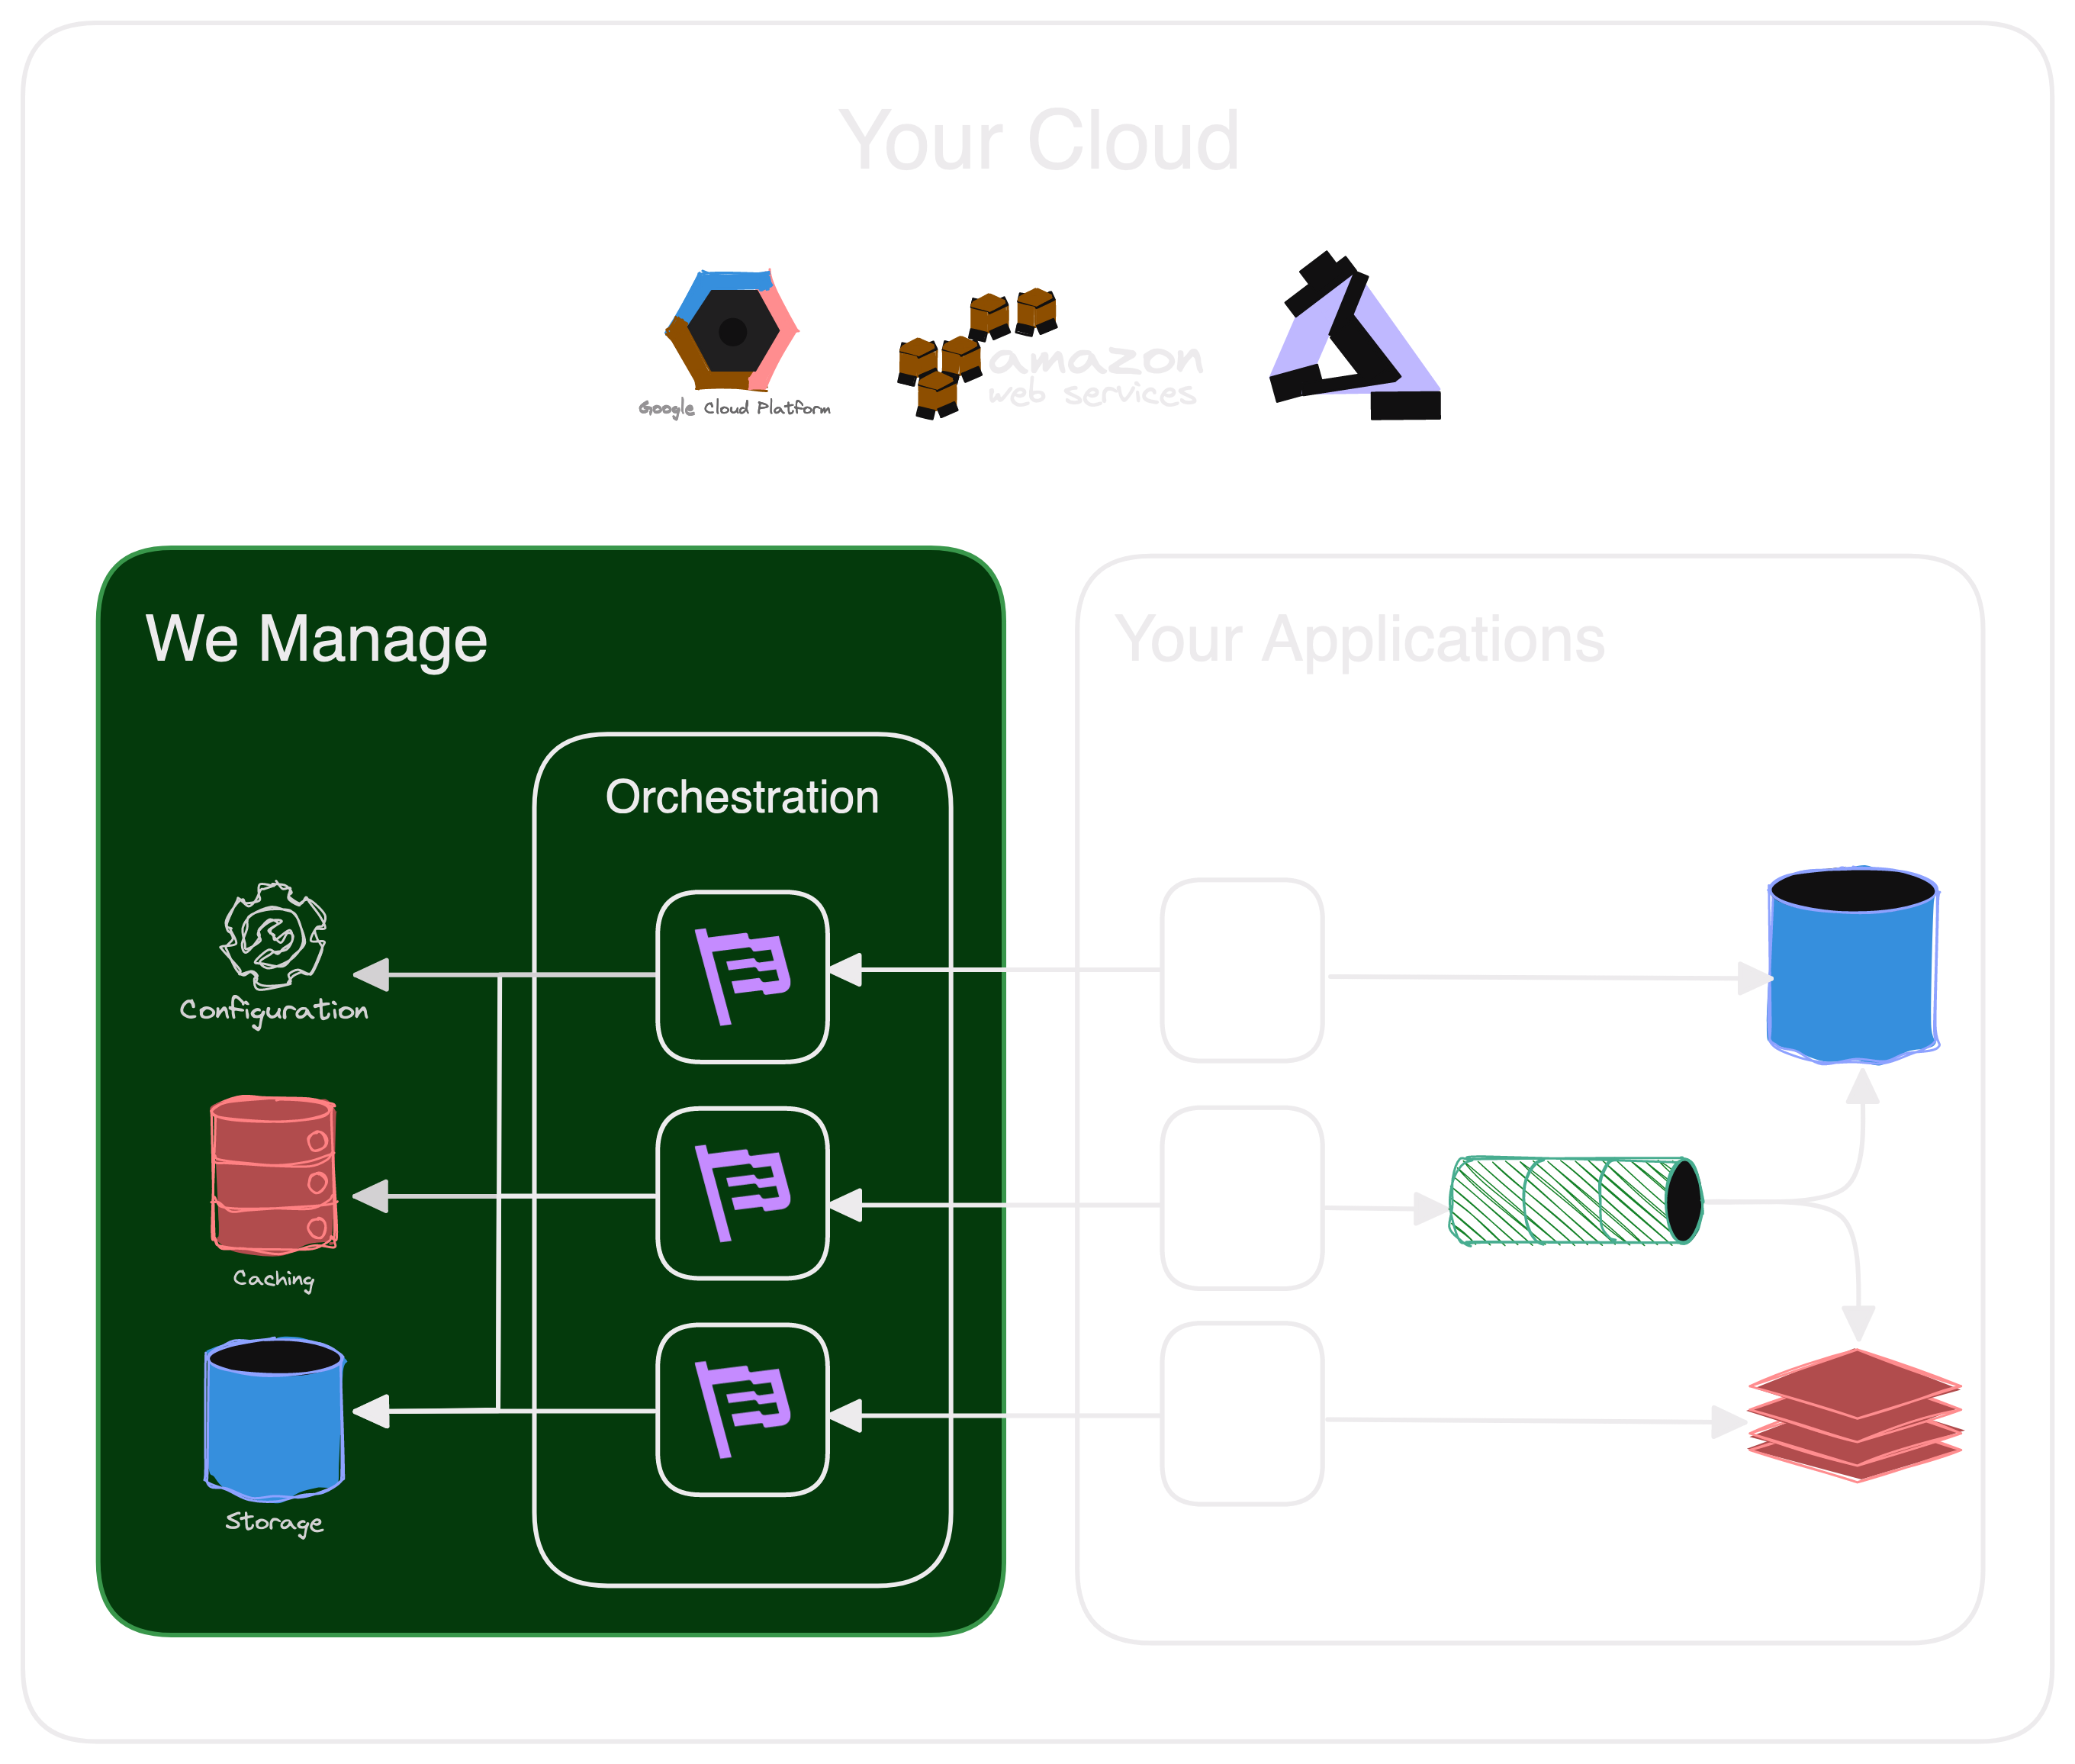 Your Cloud
Google Cloud Platform
amazon
web services
We Manage
Your Applications
Orchestration
Configuration
Caching
Storage